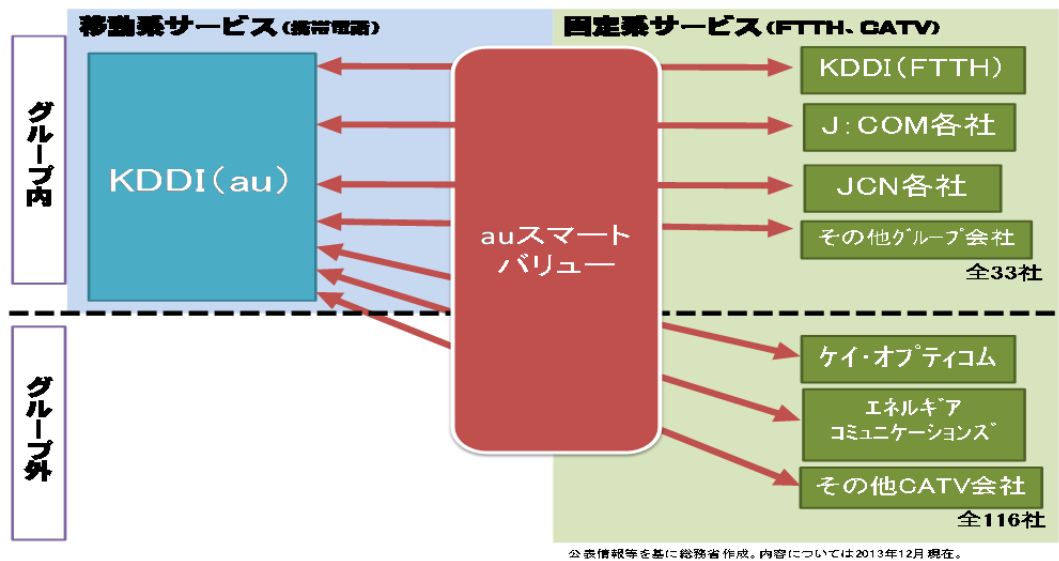 移動系サービス(携帯電話)
固定系サービス(FTTH、CATV)
グループ内
KDDI(au)
auスマート
バリュー
KDDI(FTTH)
J:COM各社
JCN各社
その他グループ会社
全33社
グループ外
ケイ・オプティコム
エネルギア
コミュニケーションズ
その他CATV会社
全116社
公表情報等を基に総務省作成。内容については2013年12月現在。